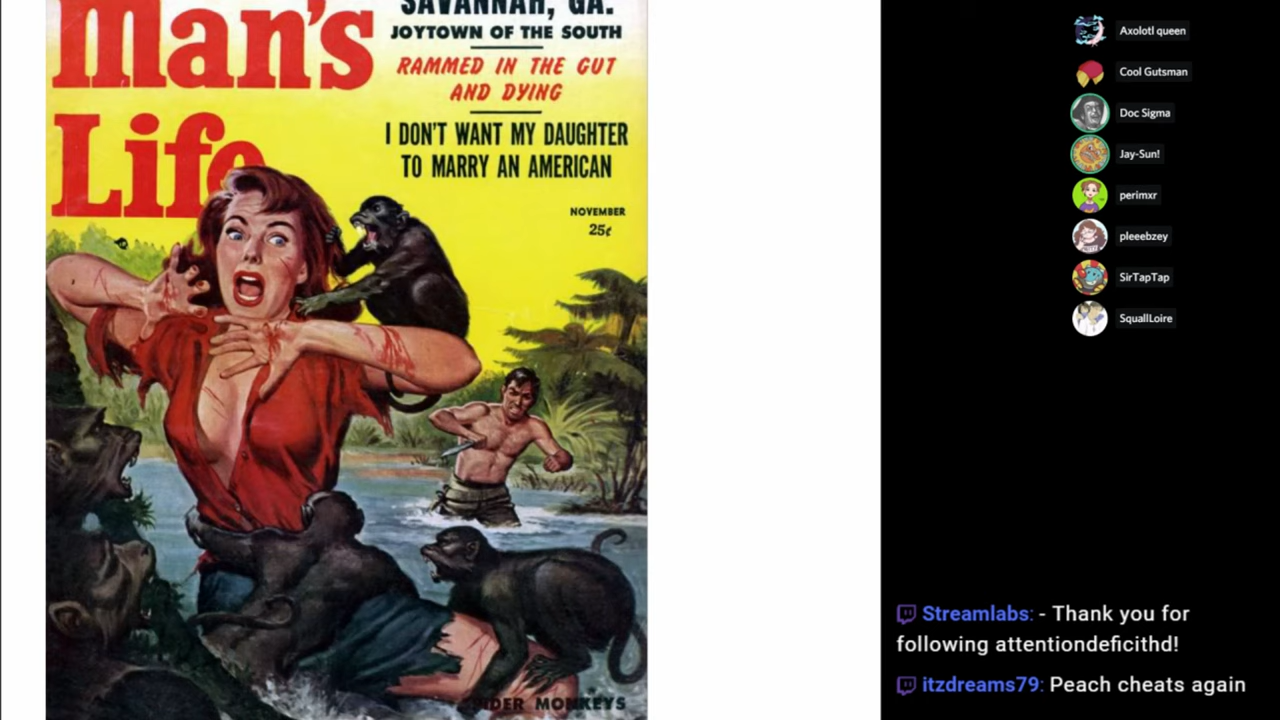 Man's
Life
SAVANNAH, GA.
JOYTOWN OF THE SOUTH
RAMMED IN THE GUT
AND DYING
I DON'T WANT MY DAUGHTER
TO MARRY AN AMERICAN
NOVEMBER
25¢
MONKEYS
Axolotl queen
Cool Gutsman
Doc Sigma
Jay-Sun!
perimxr
pleeebzey
SirTapTap
SquallLoire
Streamlabs: - Thank you for
following attentiondeficithd!
itzdreams79: Peach cheats again